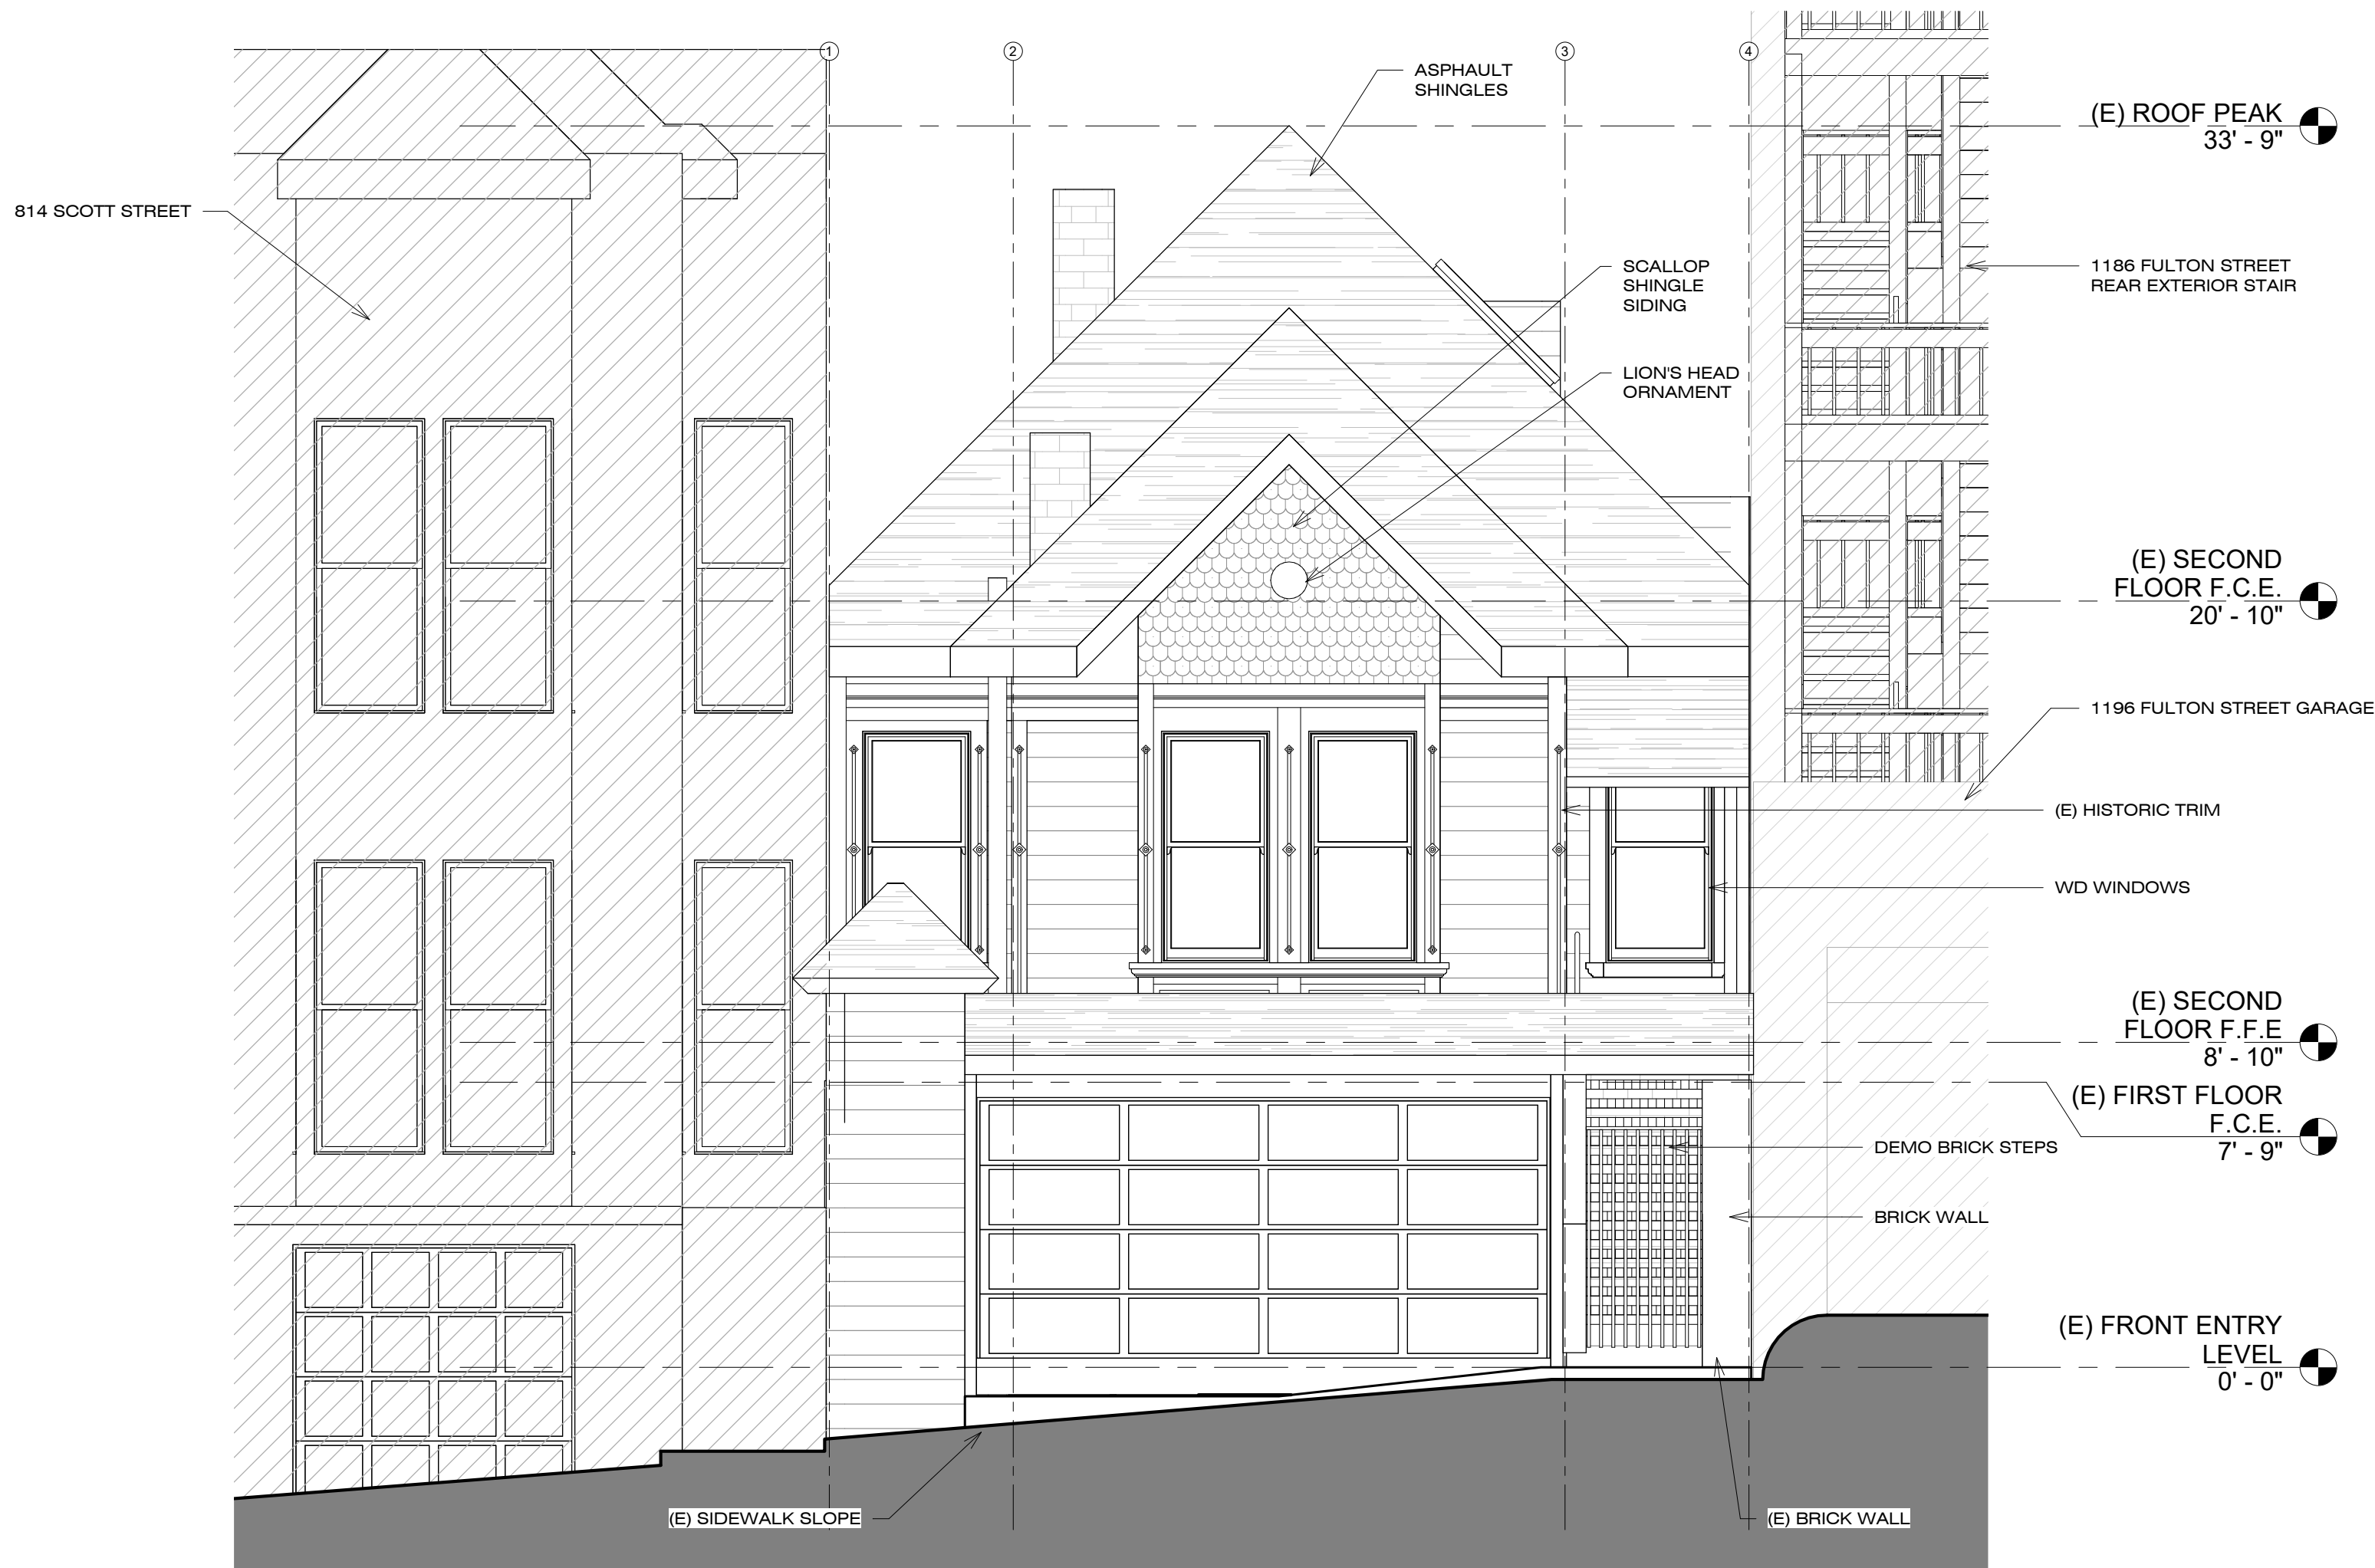 1
2
3
4
ASPHAULT
SHINGLES
(E) ROOF PEAK
33' - 9"
814 SCOTT STREET
SCALLOP
SHINGLE
SIDING
1186 FULTON STREET
REAR EXTERIOR STAIR
LION'S HEAD
ORNAMENT
(E) SECOND
FLOOR F.C.E.
20' - 10"
1196 FULTON STREET GARAGE
(E) HISTORIC TRIM
WD WINDOWS
(E) SECOND
FLOOR F.F.E
8' - 10"
(E) FIRST FLOOR
F.C.E.
7' - 9"
DEMO BRICK STEPS
BRICK WALL
(E) FRONT ENTRY
LEVEL
0' - 0"
(E) SIDEWALK SLOPE
(E) BRICK WALL